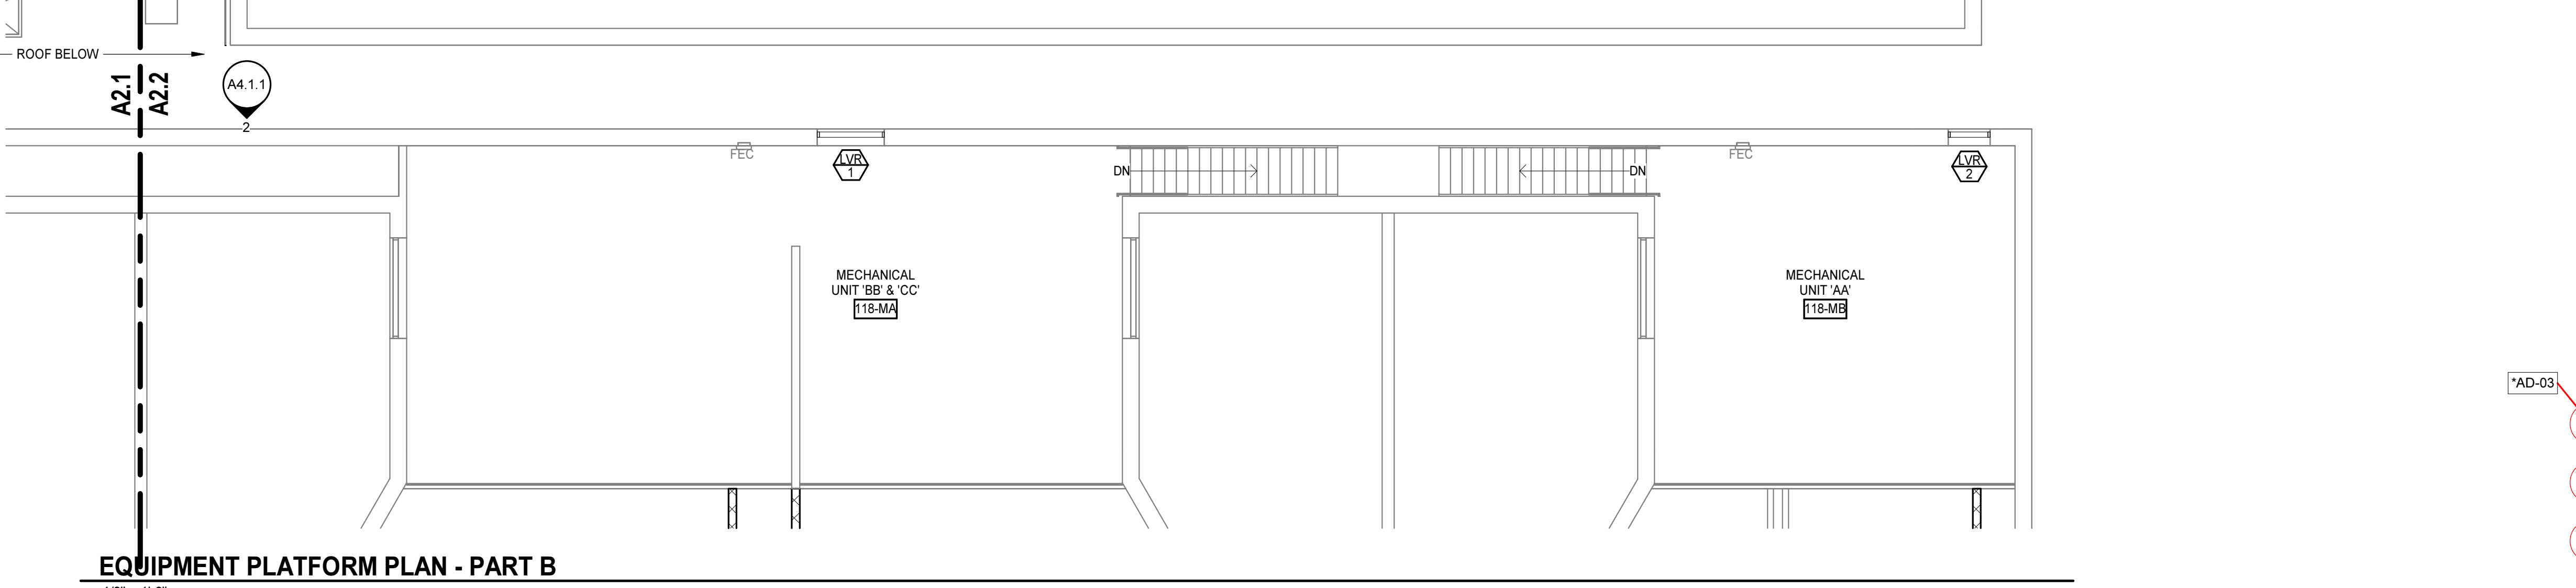 ROOF BELOW
A2.1
A2.2
A4.1.1
2
FEC
LVR
1
DN
DN
FEC
LVR
2
MECHANICAL
UNIT 'BB' & 'CC'
118-MA
MECHANICAL
UNIT 'AA'
118-MB
*AD-03
EQUIPMENT PLATFORM PLAN - PART B